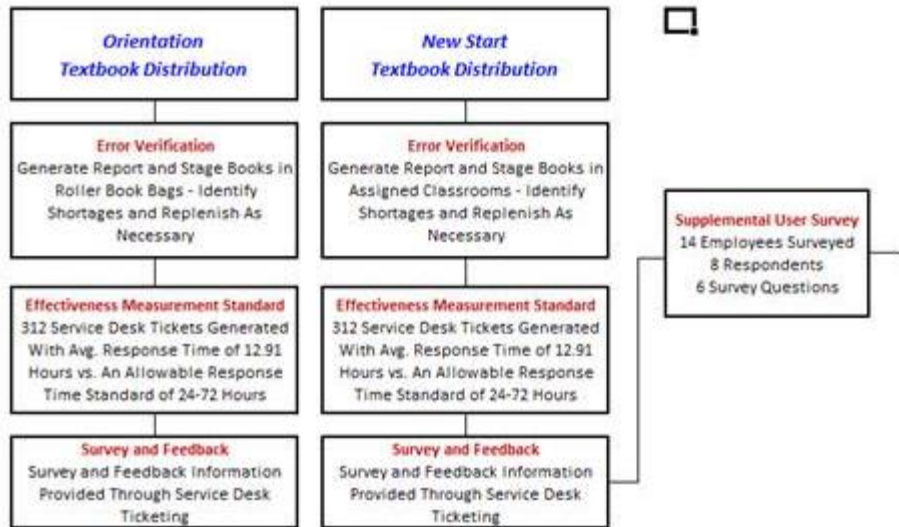 Orientation
Textbook Distribution
Error Verification
Generate Report and Stage Books in
Roller Book Bags - Identify
Shortages and Replenish As
Necessary
Effectiveness Measurement Standard
312 Service Desk Tickets Generated
With Avg. Response Time of 12.91
Hours vs. An Allowable Response
Time Standard of 24-72 Hours
Survey and Feedback
Survey and Feedback Information
Provided Through Service Desk
Ticketing
New Start
Textbook Distribution
Error Verification
Generate Report and Stage Books in
Assigned Classrooms - Identify
Shortages and Replenish As
Necessary
Effectiveness Measurement Standard
312 Service Desk Tickets Generated
With Avg. Response Time of 12.91
Hours vs. An Allowable Response
Time Standard of 24-72 Hours
Survey and Feedback
Survey and Feedback Information
Provided Through Service Desk
Ticketing
Supplemental User Survey
14 Employees Surveyed
8 Respondents
6 Survey Questions